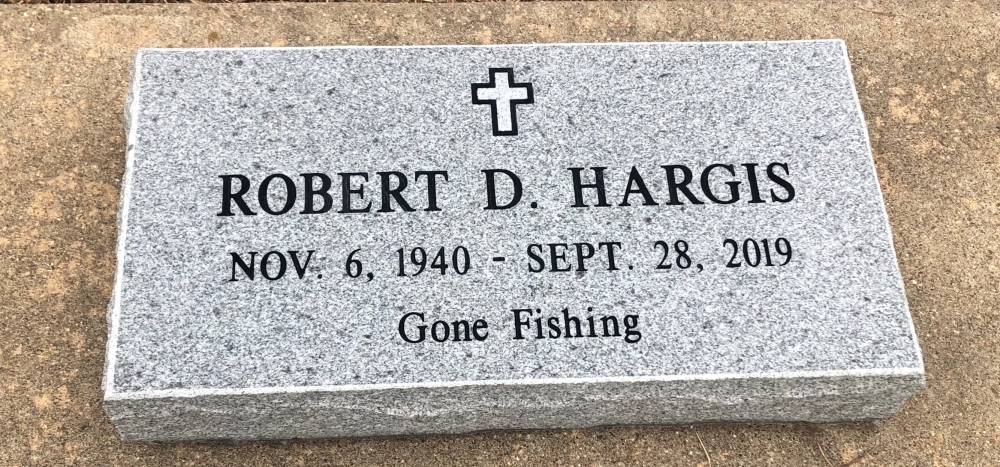 ROBERT D. HARGIS
NOV. 6, 1940 - SEPT. 28, 2019
Gone Fishing